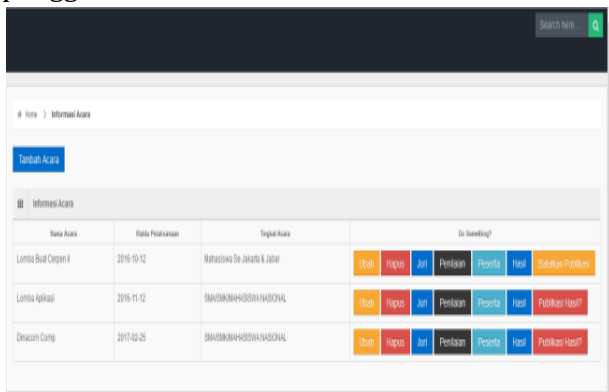 Search here...
# Home > Informasi Acara
Tambah Acara
Informasi Acara
Nama Acara Waktu Pelaksanaan Tingkat Acara Do Something?
Lomba Buat Cerpen II 2016-10-12 Mahasiswa Se-Jakarta & Jabar Ubah Hapus Juri Penilaian Peserta Hasil Batalkan Publikasi
Lomba Aplikasi 2016-11-12 SMA/SMK/MAHASISWA NASIONAL Ubah Hapus Juri Penilaian Peserta Hasil Publikasi Hasil?
Dinacom Comp 2017-02-25 SMA/SMK/MAHASISWA NASIONAL Ubah Hapus Juri Penilaian Peserta Hasil Publikasi Hasil?